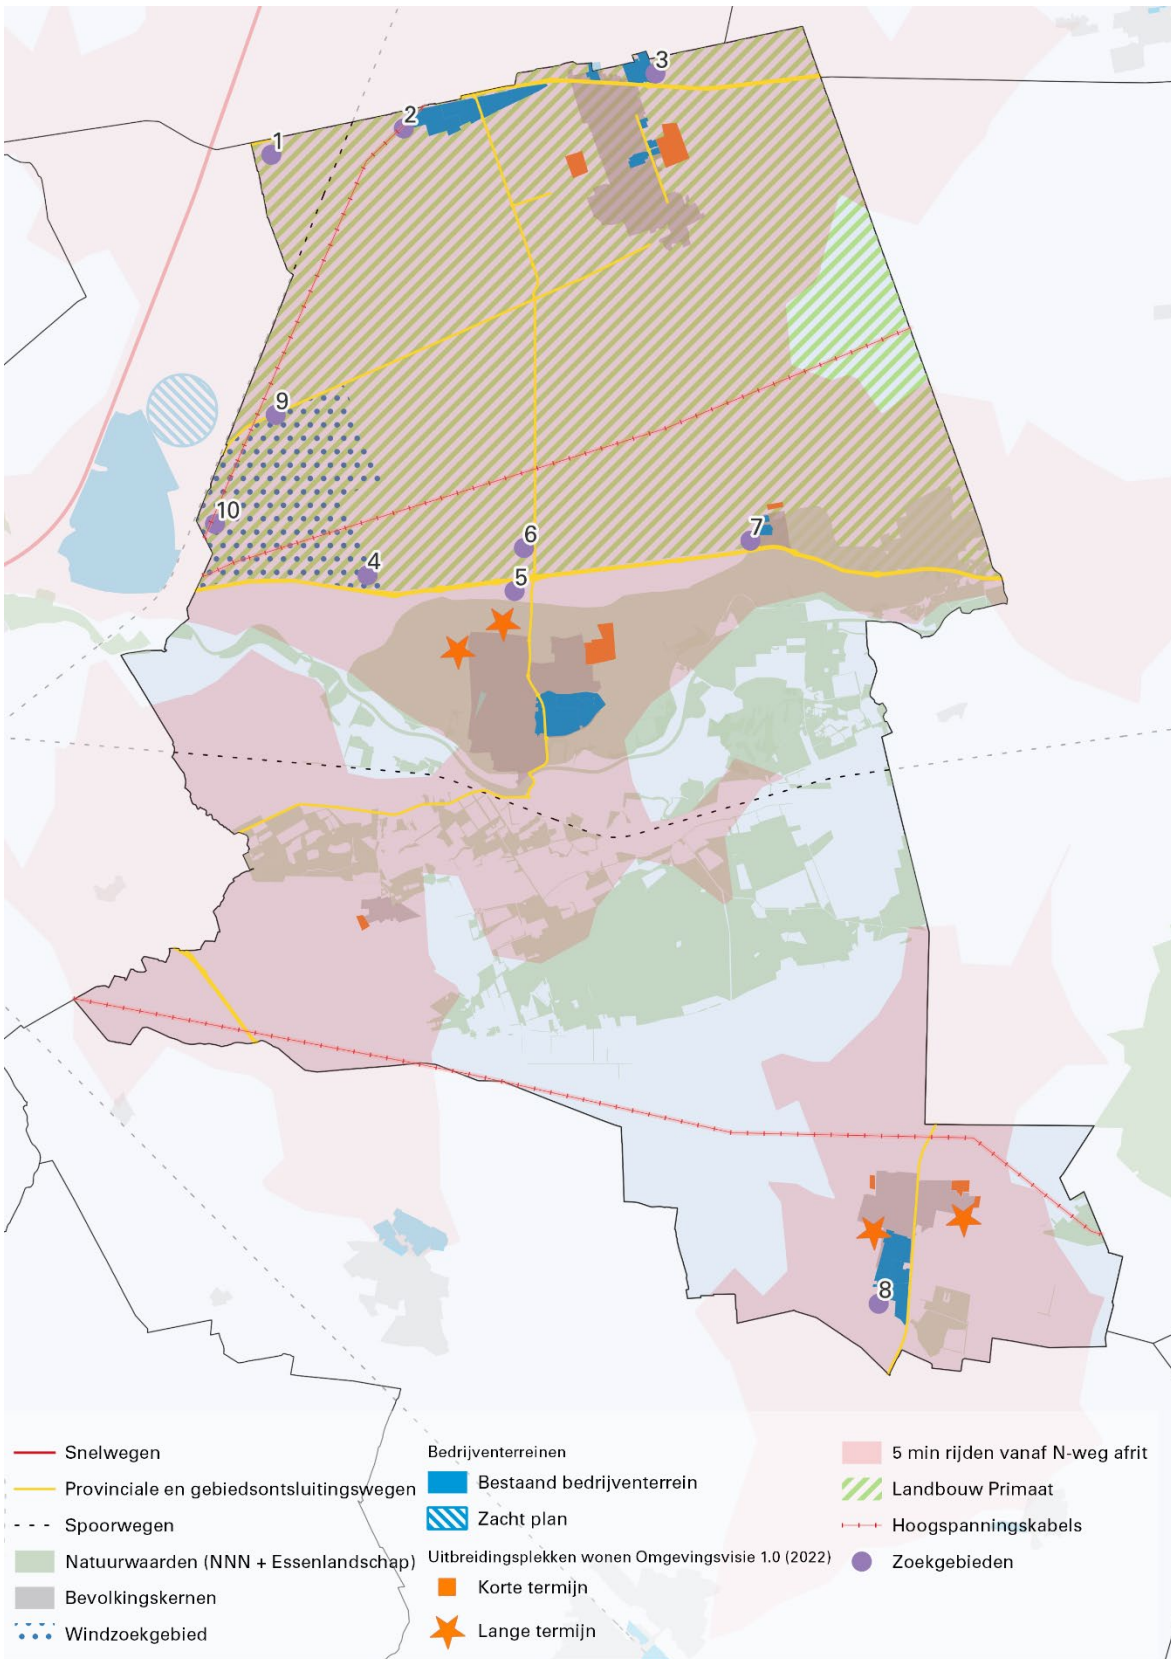 3
2
1
9
10
4
6
5
7
8
Snelwegen
Provinciale en gebiedsontsluitingswegen
Spoorwegen
Natuurwaarden (NNN + Essenlandschap)
Bevolkingskernen
Windzoekgebied
Bedrijventerreinen
Bestaand bedrijventerrein
Zacht plan
Uitbreidingsplekken wonen Omgevingsvisie 1.0 (2022)
Korte termijn
Lange termijn
5 min rijden vanaf N-weg afrit
Landbouw Primaat
Hoogspanningskabels
Zoekgebieden